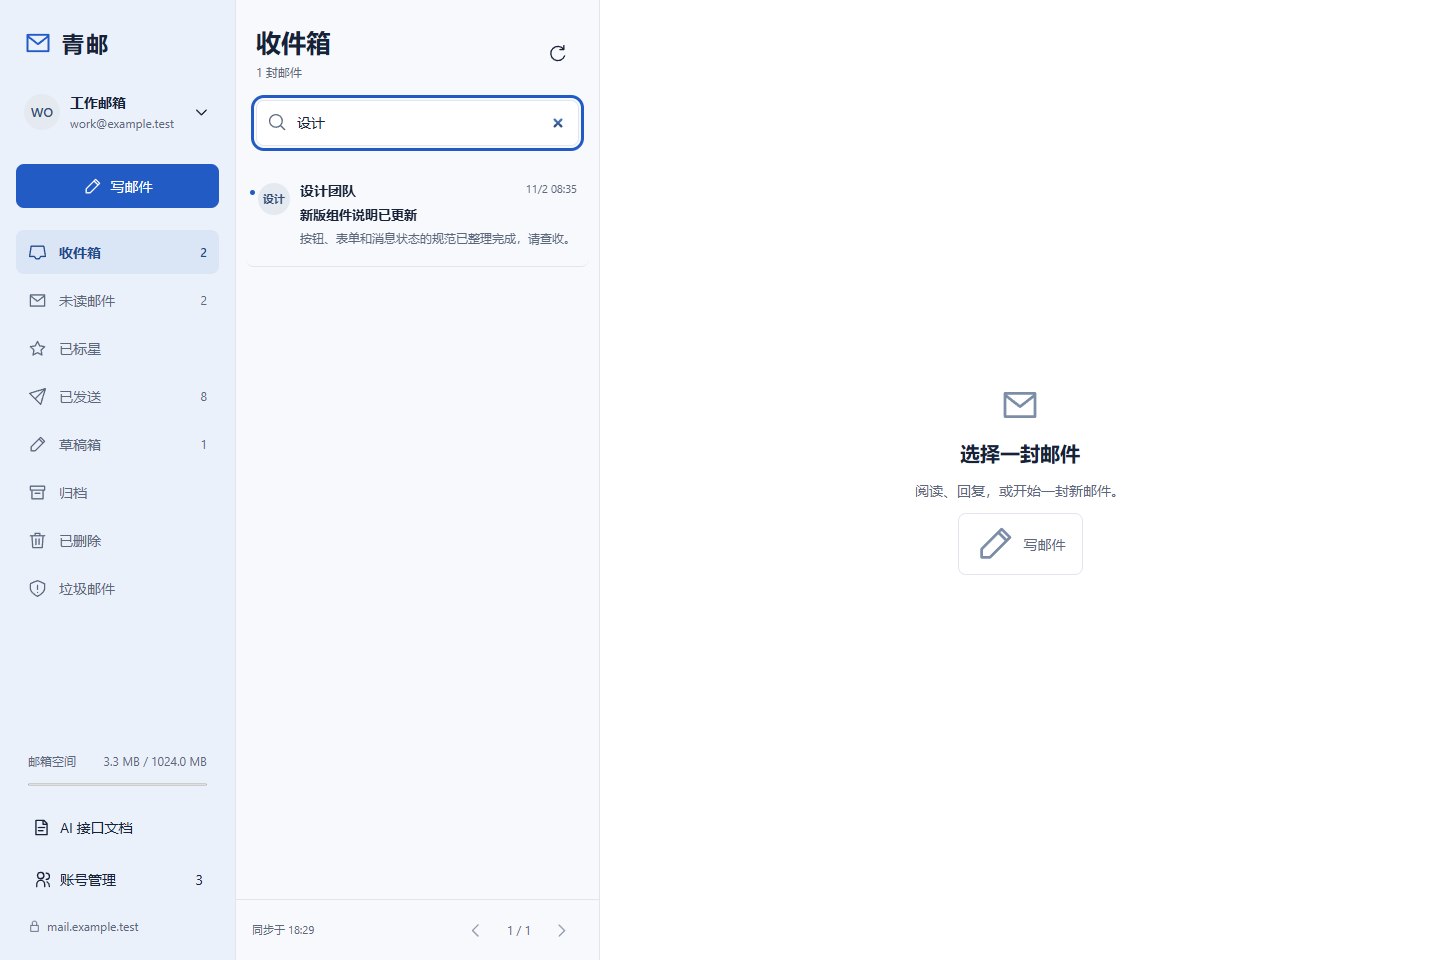 青邮
WO
工作邮箱
work@example.test
写邮件
收件箱 2
未读邮件 2
已标星
已发送 8
草稿箱 1
归档
已删除
垃圾邮件
邮箱空间 3.3 MB / 1024.0 MB
AI 接口文档
账号管理 3
mail.example.test
收件箱
1 封邮件
设计
设计
设计团队 11/2 08:35
新版组件说明已更新
按钮、表单和消息状态的规范已整理完成，请查收。
同步于 18:29 1 / 1
选择一封邮件
阅读、回复，或开始一封新邮件。
写邮件